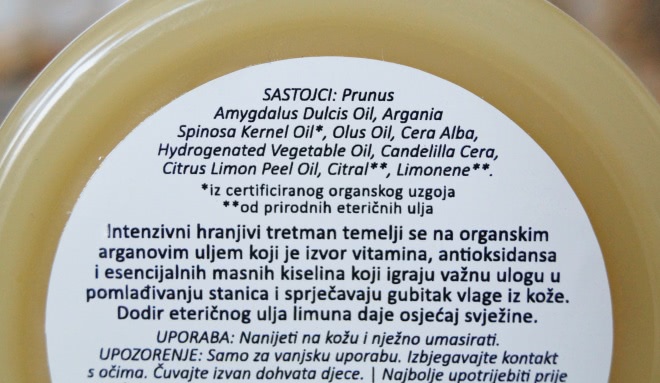 SASTOJCI: Prunus
Amygdalus Dulcis Oil, Argania
Spinosa Kernel Oil*, Olus Oil, Cera Alba,
Hydrogenated Vegetable Oil, Candelilla Cera,
Citrus Limon Peel Oil, Citral**, Limonene**.
*iz certificiranog organskog uzgoja
**od prirodnih eteričnih ulja
Intenzivni hranjivi tretman temelji se na organskim
arganovim uljem koji je izvor vitamina, antioksidansa
i esencijalnih masnih kiselina koji igraju važnu ulogu u
pomlađivanju stanica i sprječavaju gubitak vlage iz kože.
Dodir eteričnog ulja limuna daje osjećaj svježine.
UPORABA: Nanijeti na kožu i nježno umasirati.
UPOZORENJE: Samo za vanjsku uporabu. Izbjegavajte kontakt
s očima. Čuvajte izvan dohvata djece. | Najbolje upotrijebiti prije